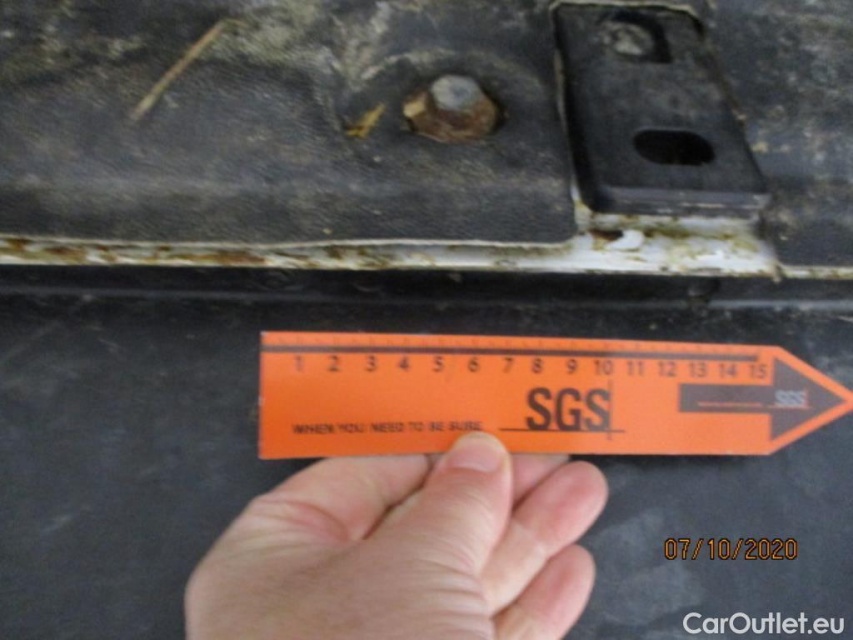 1 2 3 4 5 6 7 8 9 10 11 12 13 14 15
SGS
SGS
WHEN YOU NEED TO BE SURE
07/10/2020
CarOutlet.eu